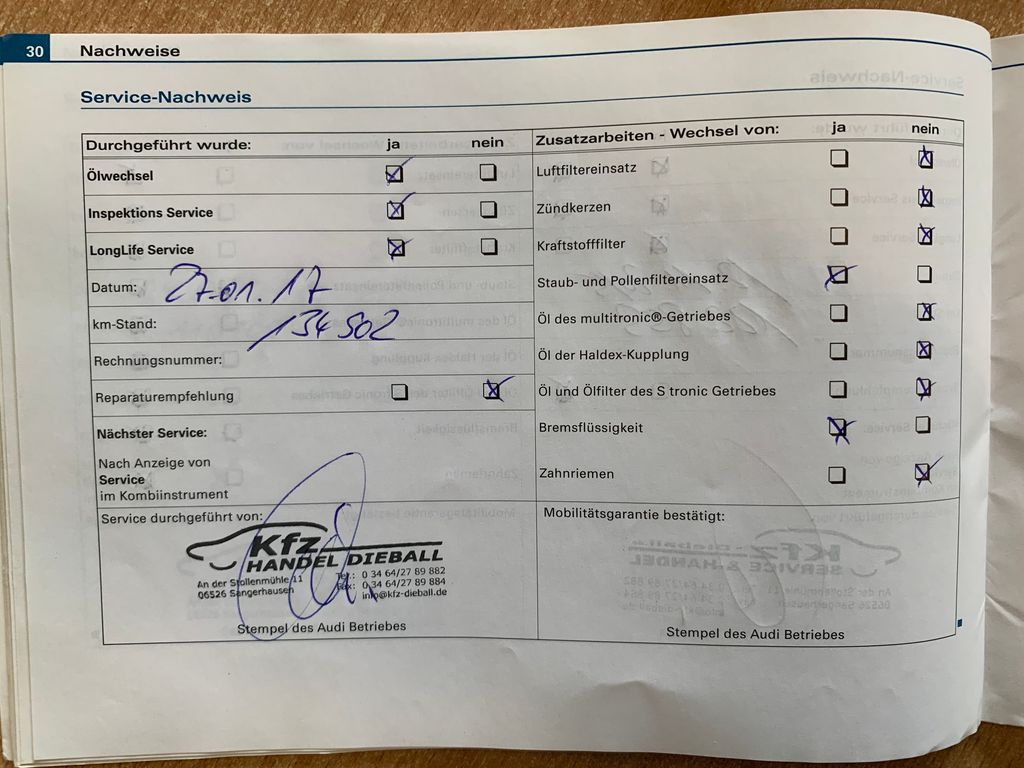 30 Nachweise
Service-Nachweis
Durchgeführt wurde: ja nein
Ölwechsel
Inspektions Service
LongLife Service
Datum: 27.01.17
km-Stand: 134502
Rechnungsnummer:
Reparaturempfehlung
Nächster Service:
Nach Anzeige von
Service
im Kombiinstrument
Service durchgeführt von:
Kfz
HANDEL DIEBALL
An der Stollenmühle 11
06526 Sangerhausen
Tel.: 0 34 64/27 89 882
Fax: 0 34 64/27 89 884
info@kfz-dieball.de
Stempel des Audi Betriebes
Zusatzarbeiten - Wechsel von: ja nein
Luftfiltereinsatz
Zündkerzen
Kraftstofffilter
Staub- und Pollenfiltereinsatz
Öl des multitronic®-Getriebes
Öl der Haldex-Kupplung
Öl und Ölfilter des S tronic Getriebes
Bremsflüssigkeit
Zahnriemen
Mobilitätsgarantie bestätigt:
Stempel des Audi Betriebes